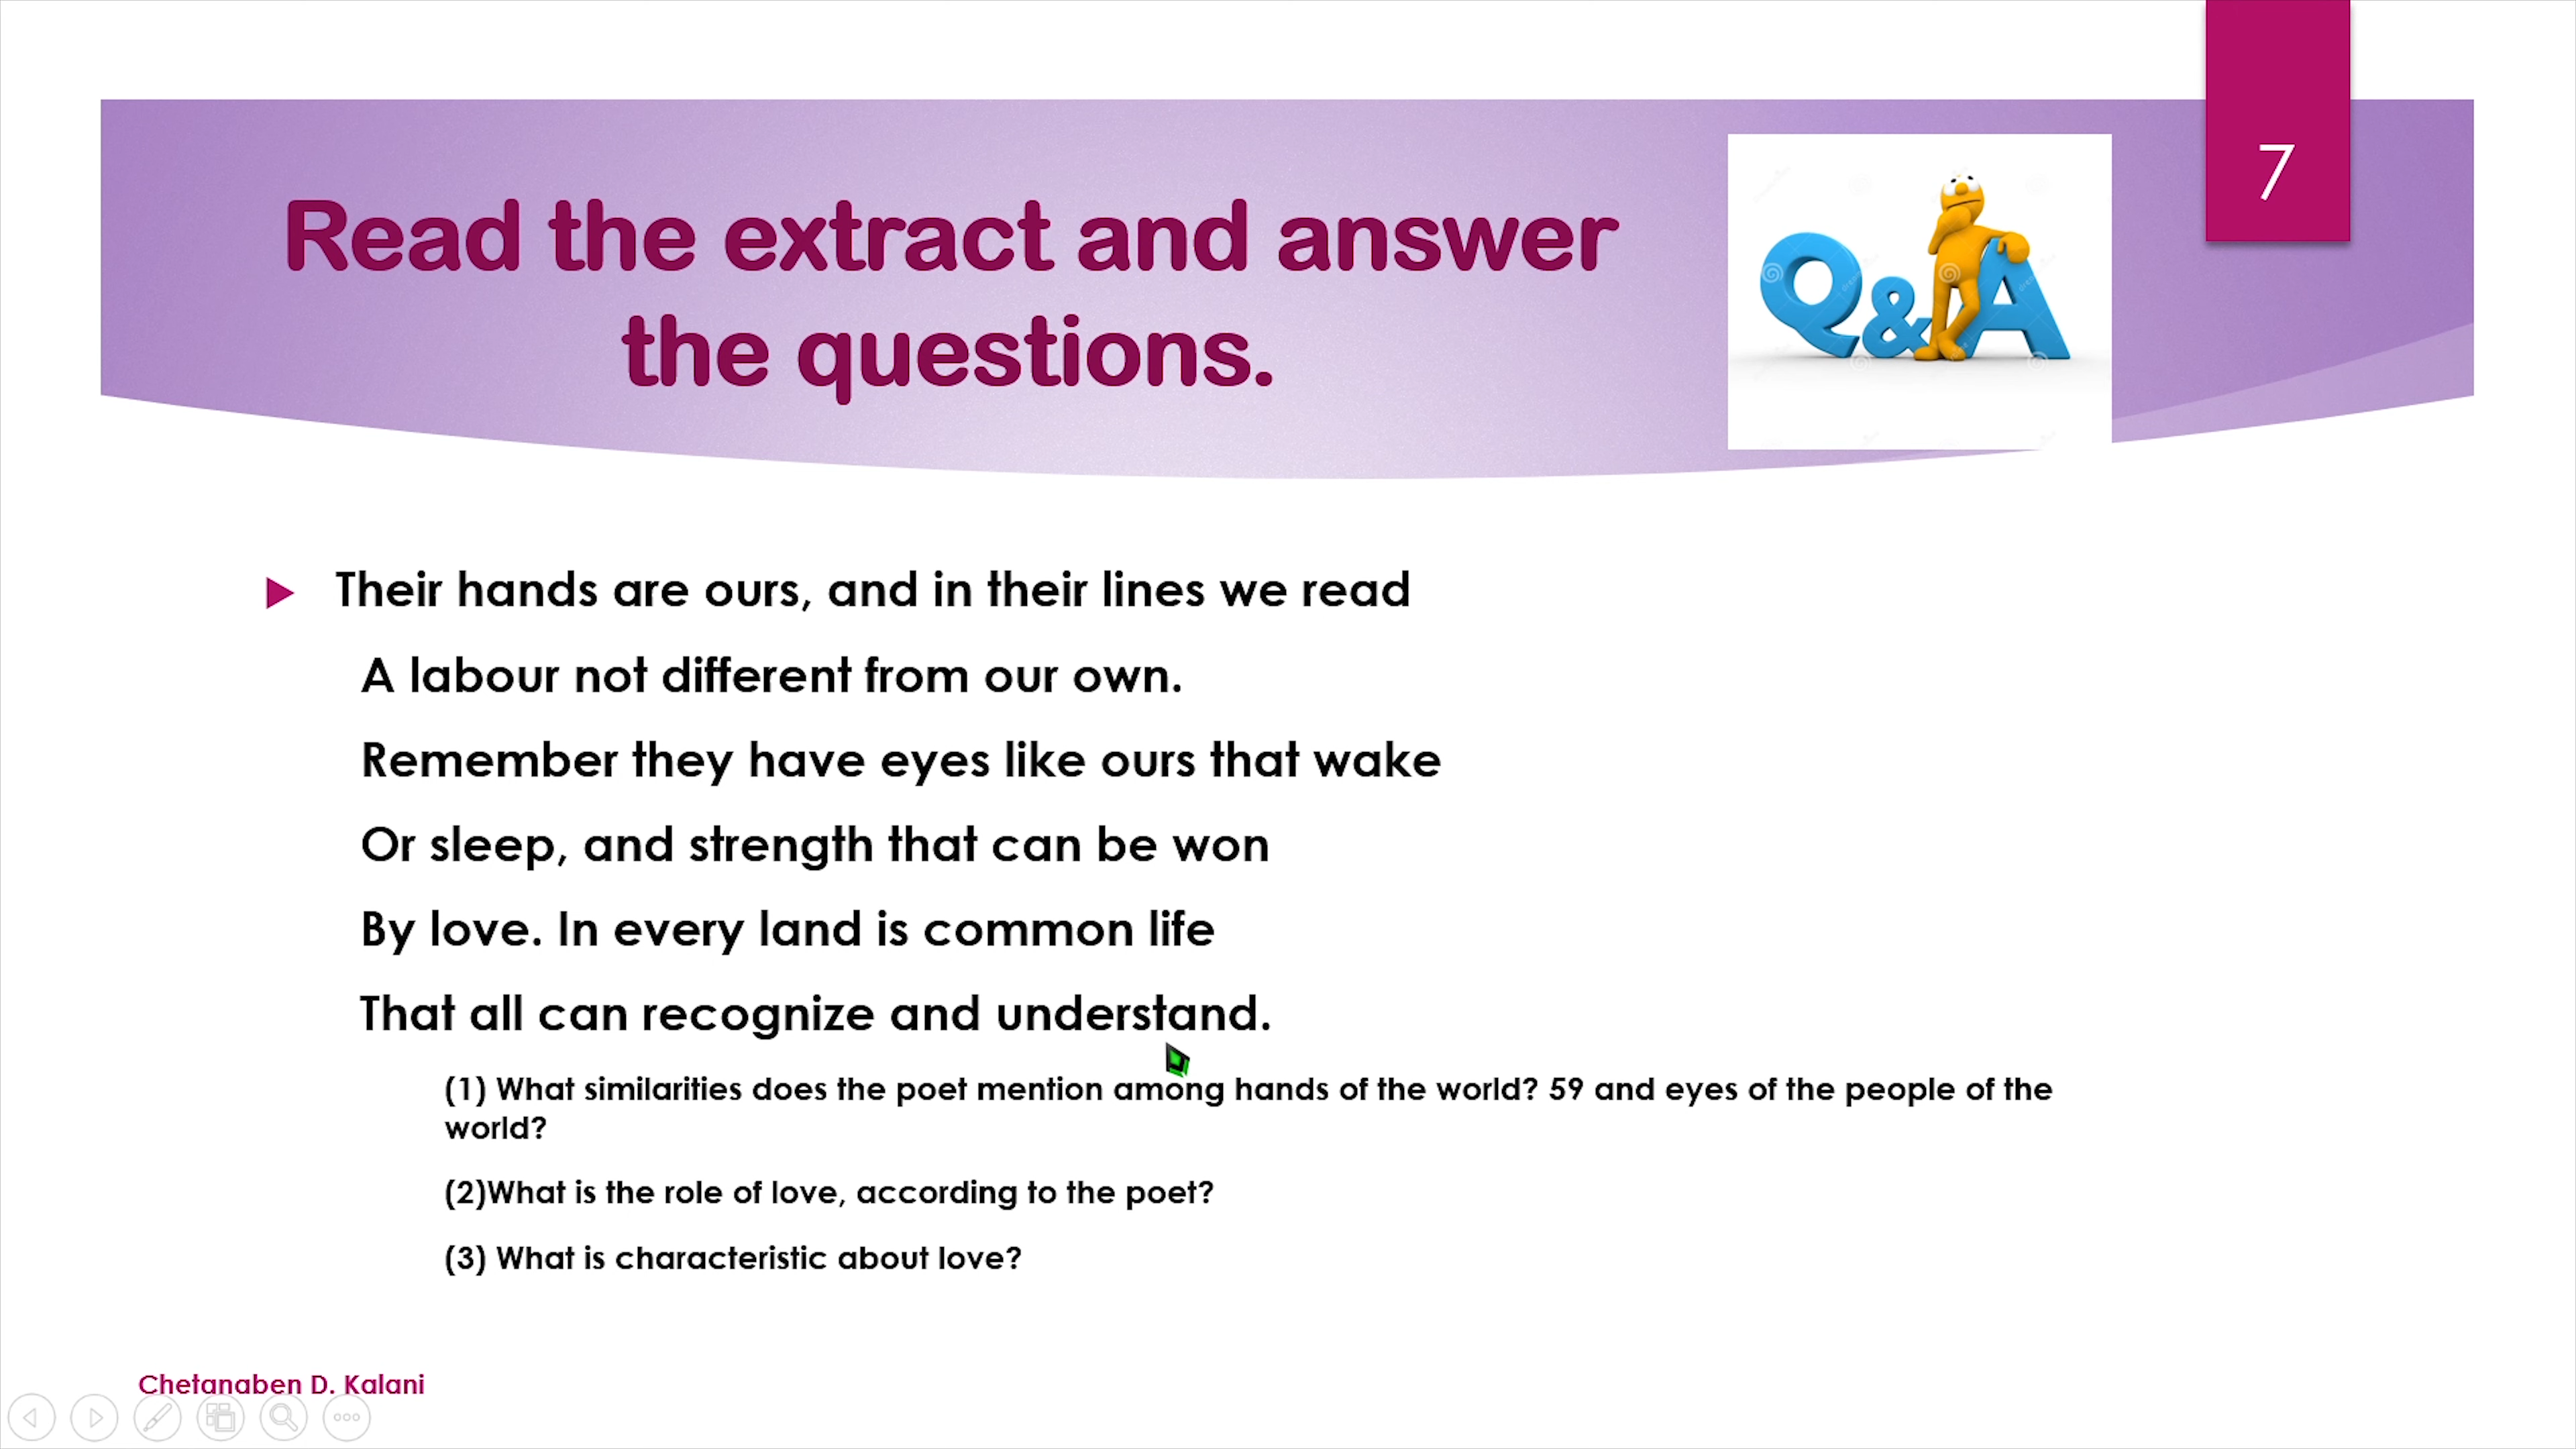 7
Read the extract and answer
the questions.
Q&A
Their hands are ours, and in their lines we read
A labour not different from our own.
Remember they have eyes like ours that wake
Or sleep, and strength that can be won
By love. In every land is common life
That all can recognize and understand.
(1) What similarities does the poet mention among hands of the world? 59 and eyes of the people of the
world?
(2)What is the role of love, according to the poet?
(3) What is characteristic about love?
Chetanaben D. Kalani